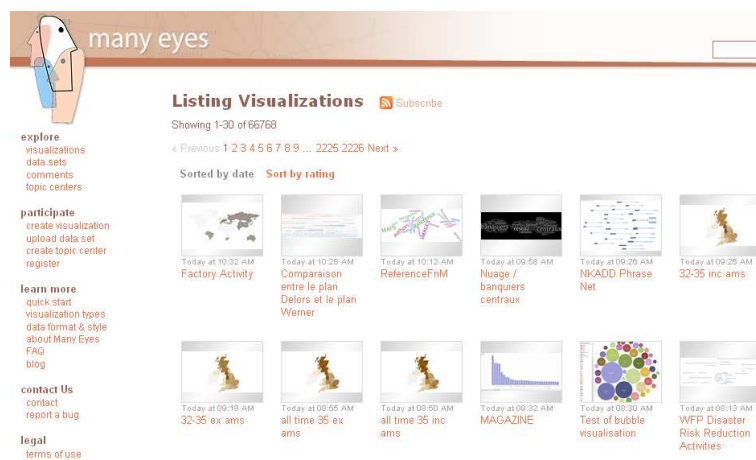 many eyes
Listing Visualizations
Subscribe
Showing 1-30 of 66768
« Previous 1 2 3 4 5 6 7 8 9 ... 2225 2226 Next »
Sorted by date Sort by rating
explore
visualizations
data sets
comments
topic centers
participate
create visualization
upload data set
create topic center
register
learn more
quick start
visualization types
data format & style
about Many Eyes
FAQ
blog
contact Us
contact
report a bug
legal
terms of use
Today at 10:32 AM
Factory Activity
Today at 10:28 AM
Comparaison
entre le plan
Delors et le plan
Werner
Today at 10:12 AM
ReferenceFnM
Today at 09:58 AM
Nuage /
banquiers
centraux
Today at 09:26 AM
NKADD Phrase
Net
Today at 09:25 AM
32-35 inc ams
Today at 09:18 AM
32-35 ex ams
Today at 08:55 AM
all time 35 ex
ams
Today at 08:50 AM
all time 35 inc
ams
Today at 08:32 AM
MAGAZINE
Today at 08:30 AM
Test of bubble
visualisation
Today at 08:13 AM
WFP Disaster
Risk Reduction
Activities